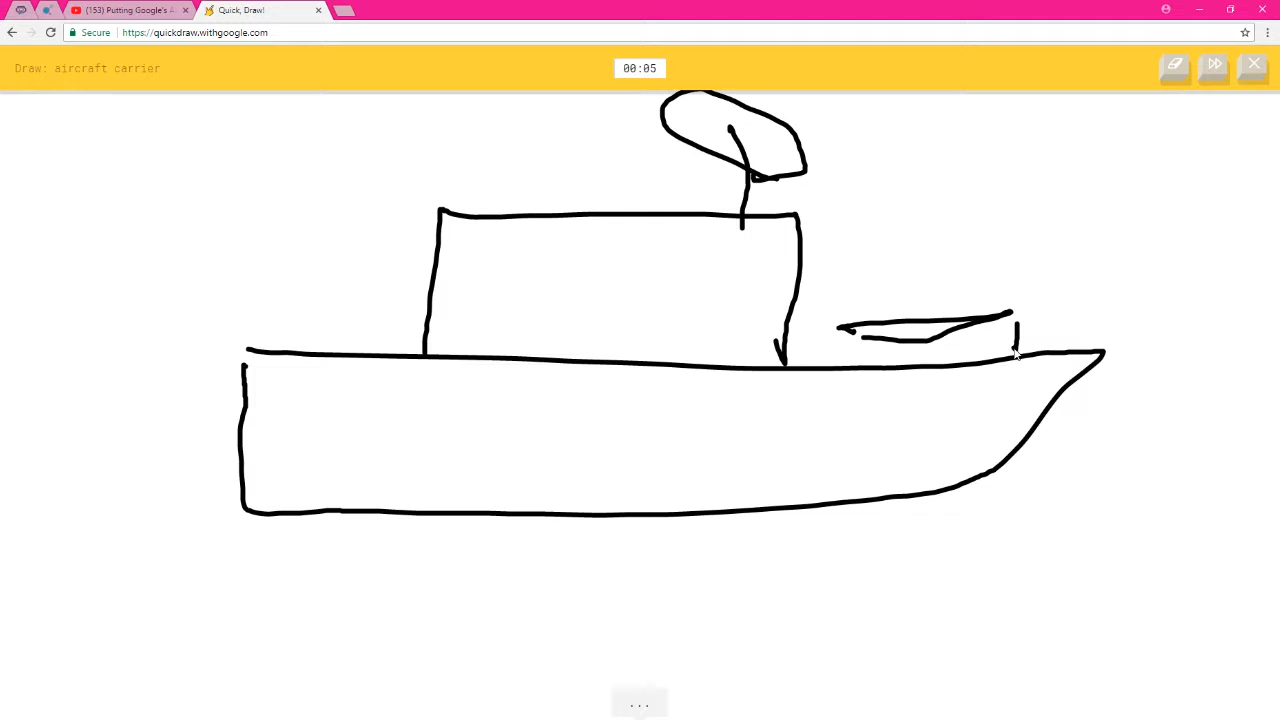 (153) Putting Google's A
Quick, Draw!
Secure
https://quickdraw.withgoogle.com
Draw: aircraft carrier
00:05
...